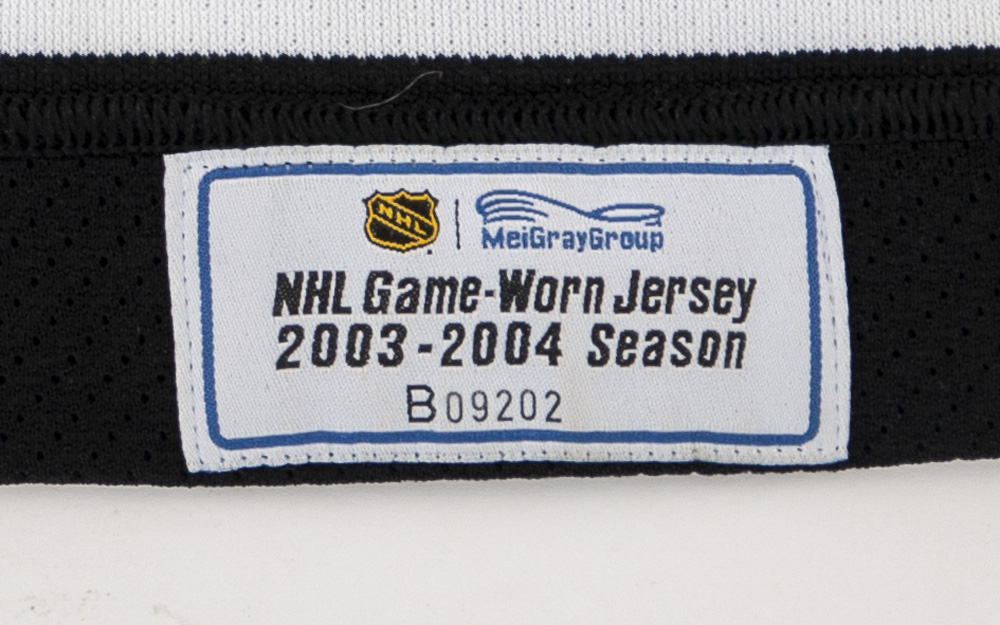 NHL | MeiGrayGroup
NHL Game-Worn Jersey
2003-2004 Season
B09202